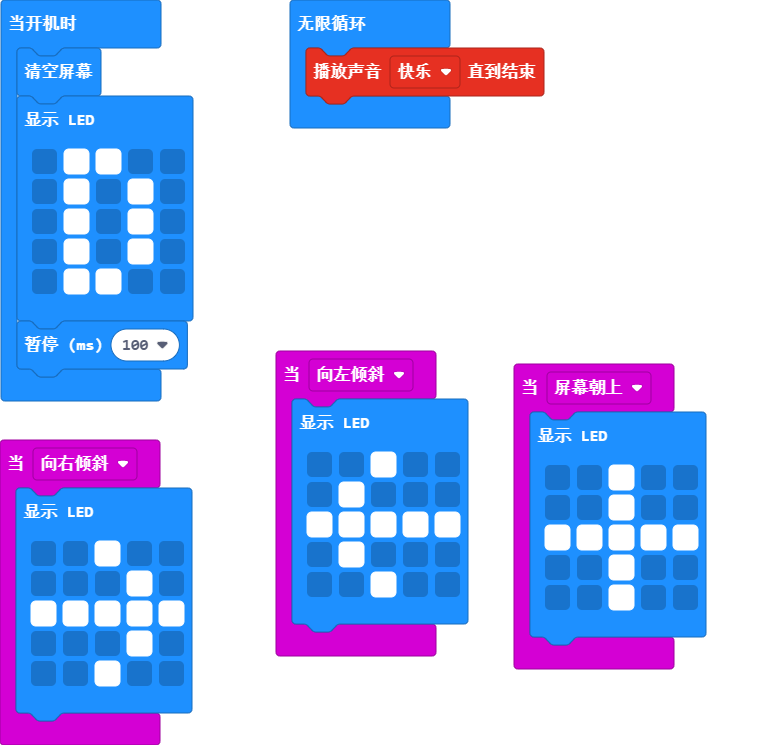 当开机时
清空屏幕
显示 LED
暂停 (ms) 100
无限循环
播放声音 快乐 直到结束
当 向右倾斜
显示 LED
当 向左倾斜
显示 LED
当 屏幕朝上
显示 LED